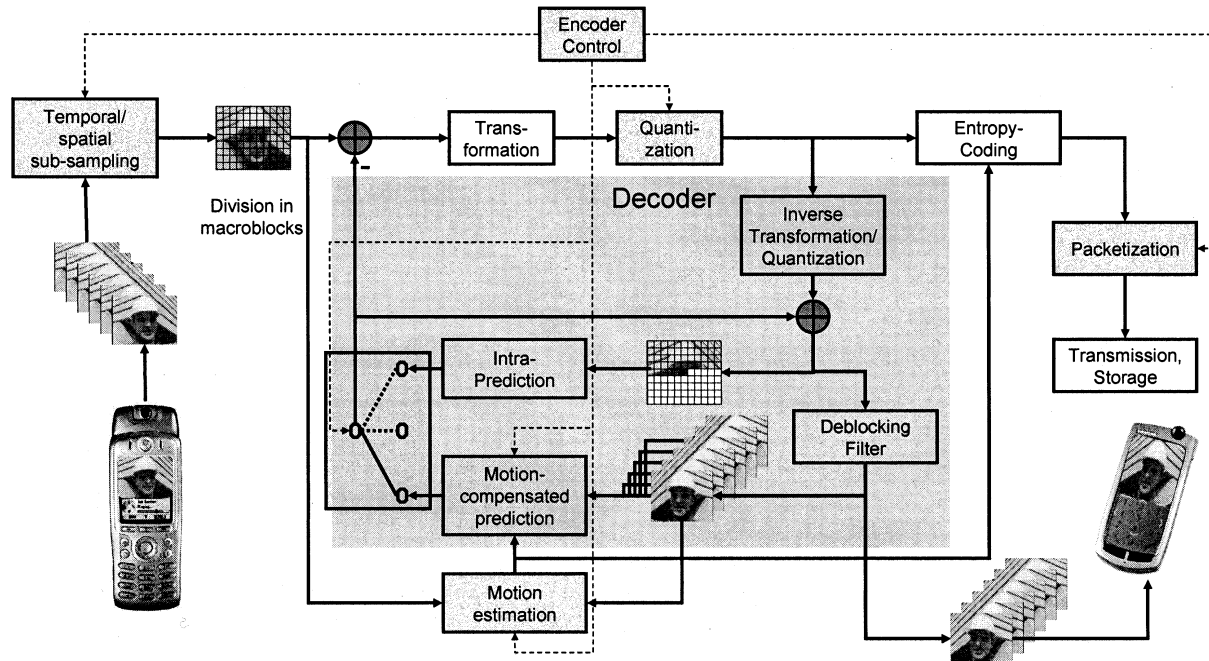 Encoder
Control
Temporal/
spatial
sub-sampling
Trans-
formation
Quanti-
zation
Entropy-
Coding
-
Division in
macroblocks
Decoder
Inverse
Transformation/
Quantization
Packetization
Intra-
Prediction
Transmission,
Storage
Deblocking
Filter
Motion-
compensated
prediction
Motion
estimation